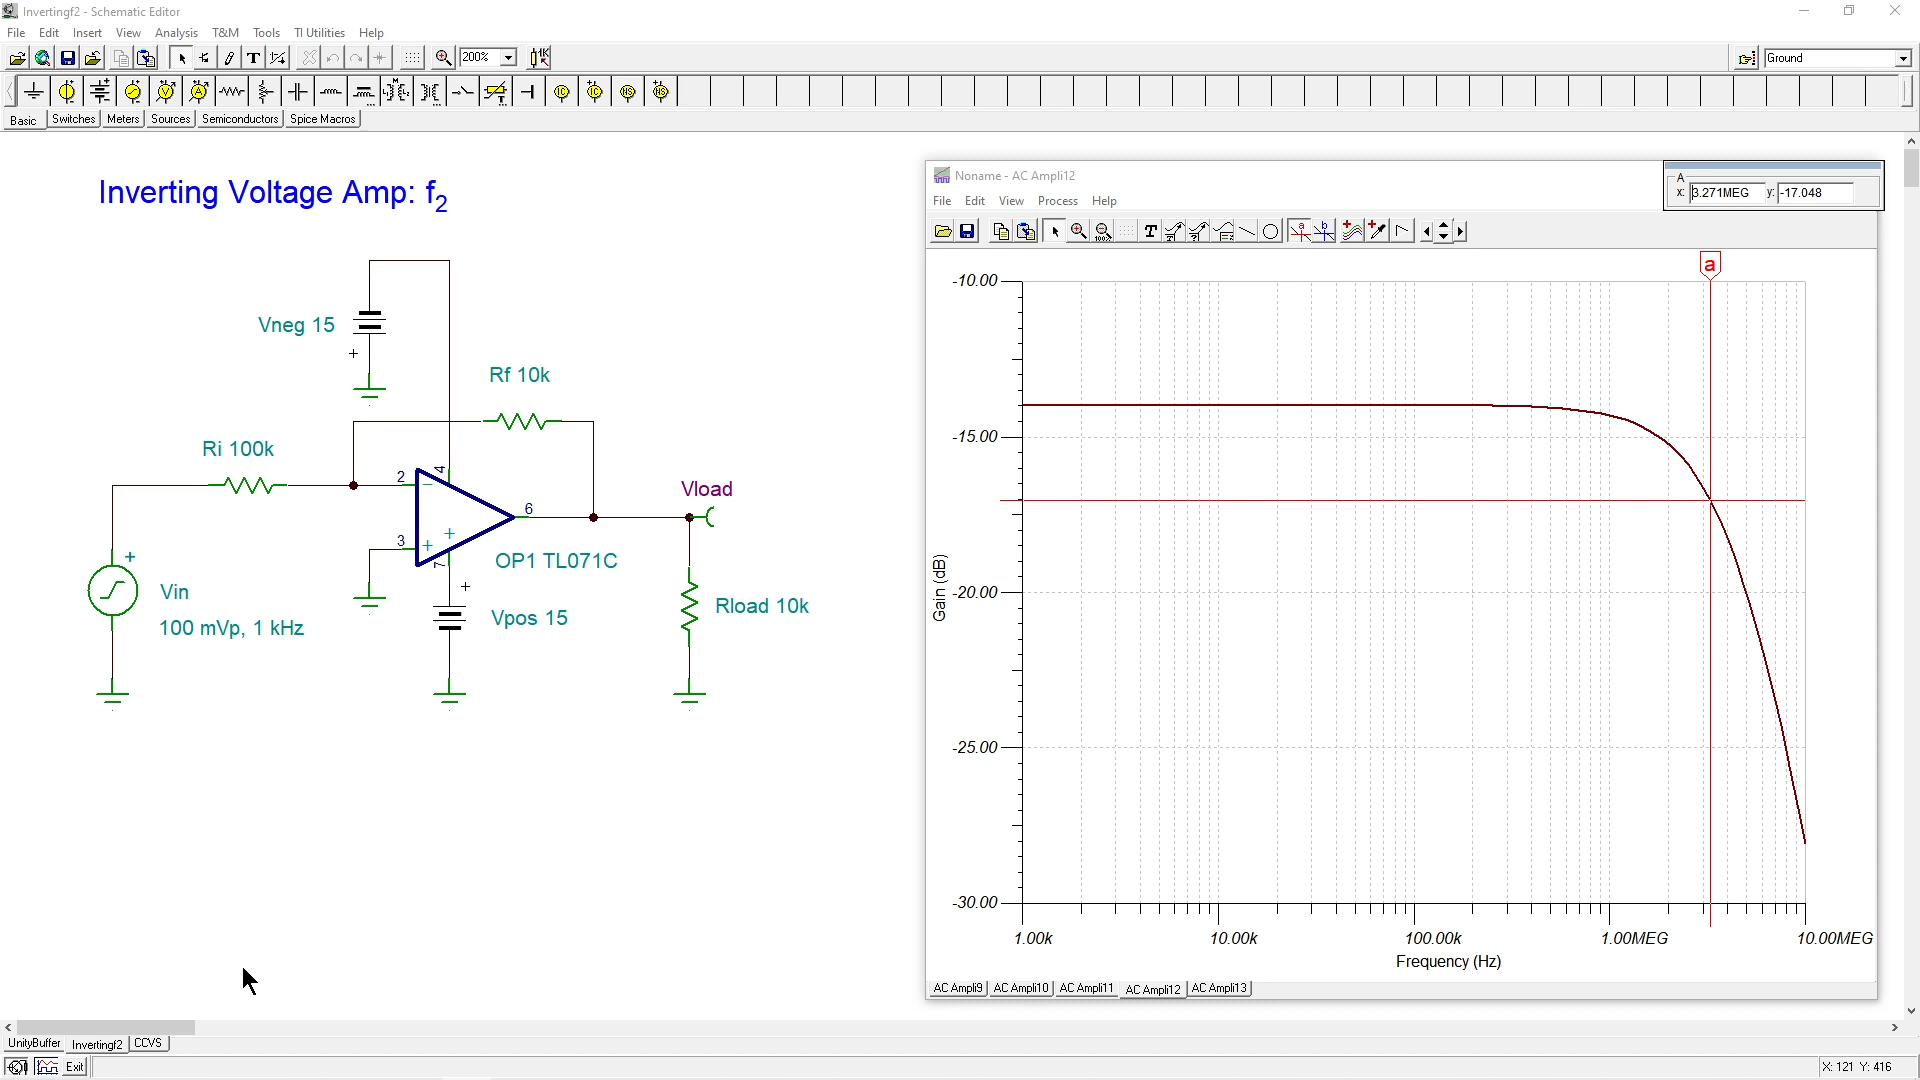 Invertingf2 - Schematic Editor
File Edit Insert View Analysis T&M Tools TI Utilities Help
200%
Ground
Basic Switches Meters Sources Semiconductors Spice Macros
Inverting Voltage Amp: f2
Vneg 15
+
Rf 10k
Ri 100k
2
4
6
3
7
Vload
OP1 TL071C
+
Vin
100 mVp, 1 kHz
+
Vpos 15
Rload 10k
Noname - AC Ampli12
File Edit View Process Help
A
x: 3.271MEG y: -17.048
a
-10.00
-15.00
-20.00
-25.00
-30.00
Gain (dB)
1.00k 10.00k 100.00k 1.00MEG 10.00MEG
Frequency (Hz)
AC Ampli9 AC Ampli10 AC Ampli11 AC Ampli12 AC Ampli13
UnityBuffer Invertingf2 CCVS
Exit
X: 121 Y: 416